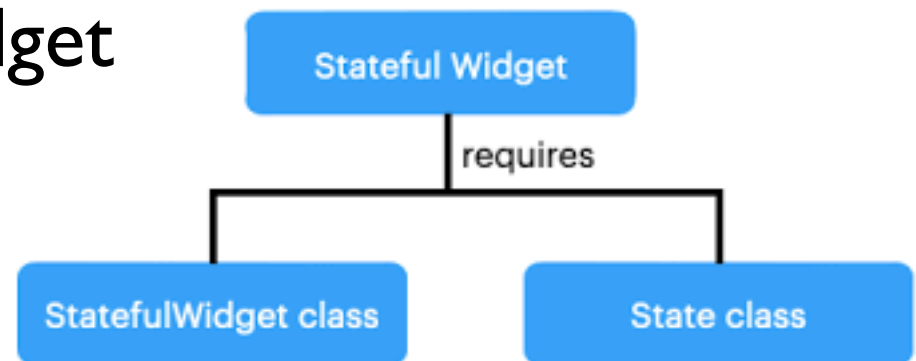 dget
Stateful Widget
requires
StatefulWidget class
State class